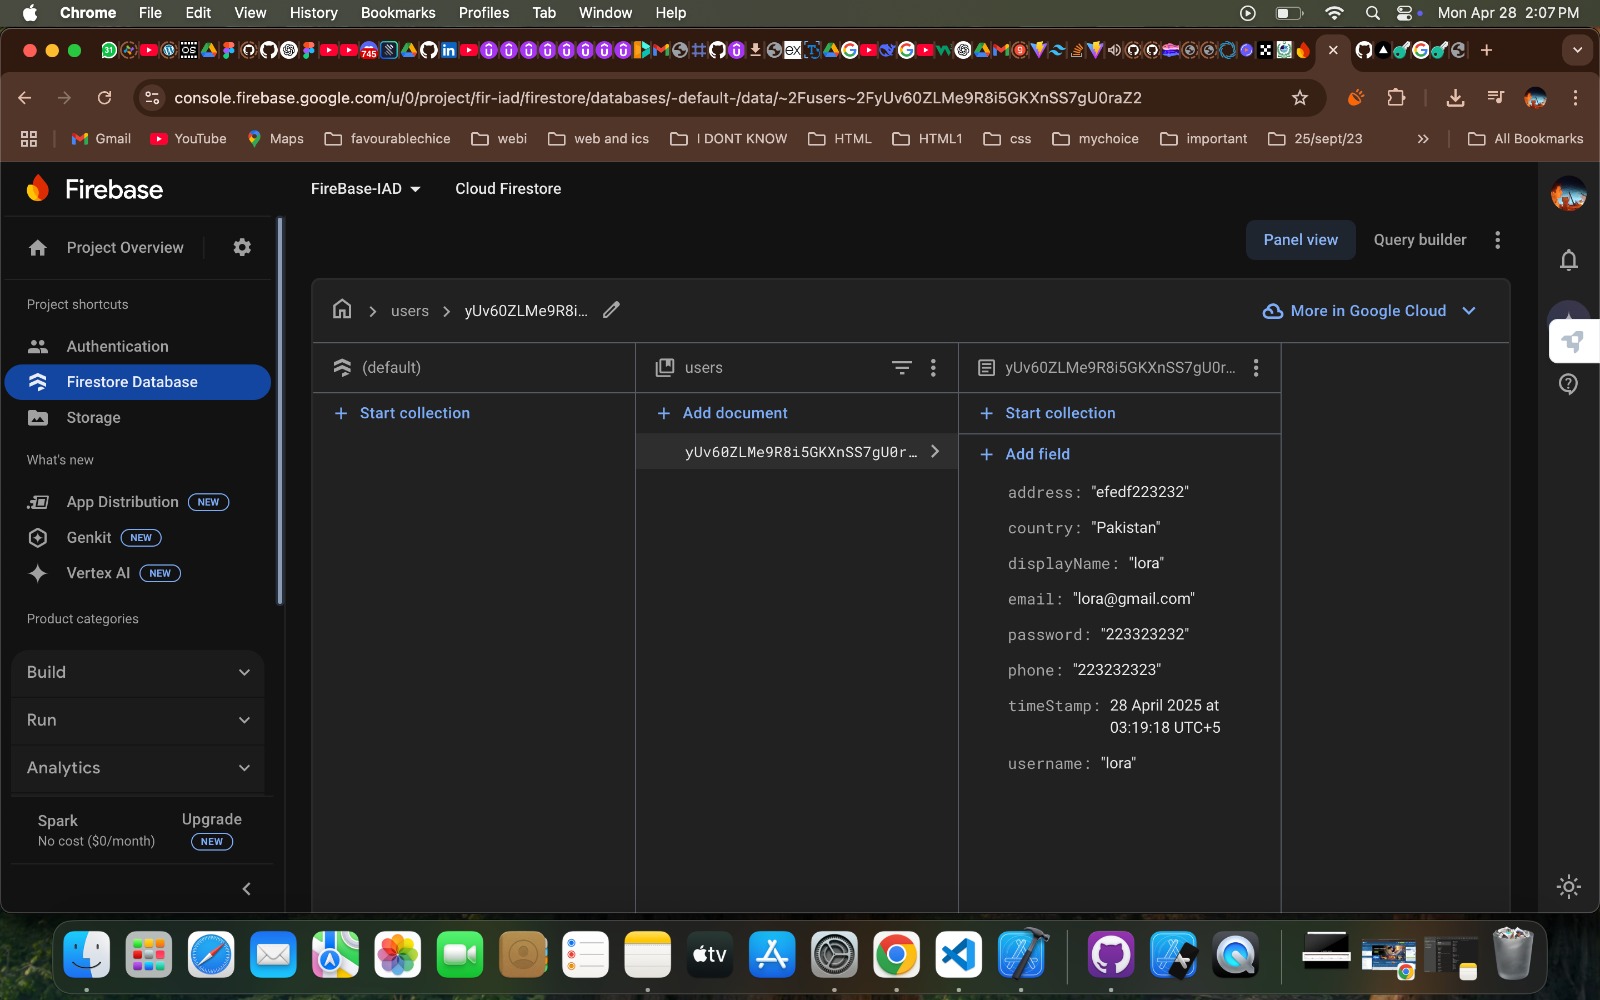 Chrome File Edit View History Bookmarks Profiles Tab Window Help Mon Apr 28 2:07 PM
console.firebase.google.com/u/0/project/fir-iad/firestore/databases/-default-/data/~2Fusers~2FyUv60ZLMe9R8i5GKXnSS7gU0raZ2
Gmail YouTube Maps favourablechice webi web and ics I DONT KNOW HTML HTML1 css mychoice important 25/sept/23 » All Bookmarks
Firebase
FireBase-IAD Cloud Firestore
Project Overview
Panel view Query builder
Project shortcuts
Authentication
Firestore Database
Storage
What's new
App Distribution NEW
Genkit NEW
Vertex AI NEW
Product categories
Build
Run
Analytics
Spark
No cost ($0/month)
Upgrade
NEW
users yUv60ZLMe9R8i...
More in Google Cloud
(default)
+ Start collection
users
+ Add document
yUv60ZLMe9R8i5GKXnSS7gU0r...
yUv60ZLMe9R8i5GKXnSS7gU0r...
+ Start collection
+ Add field
address: "efedf223232"
country: "Pakistan"
displayName: "lora"
email: "lora@gmail.com"
password: "223323232"
phone: "223232323"
timeStamp: 28 April 2025 at
03:19:18 UTC+5
username: "lora"
tv